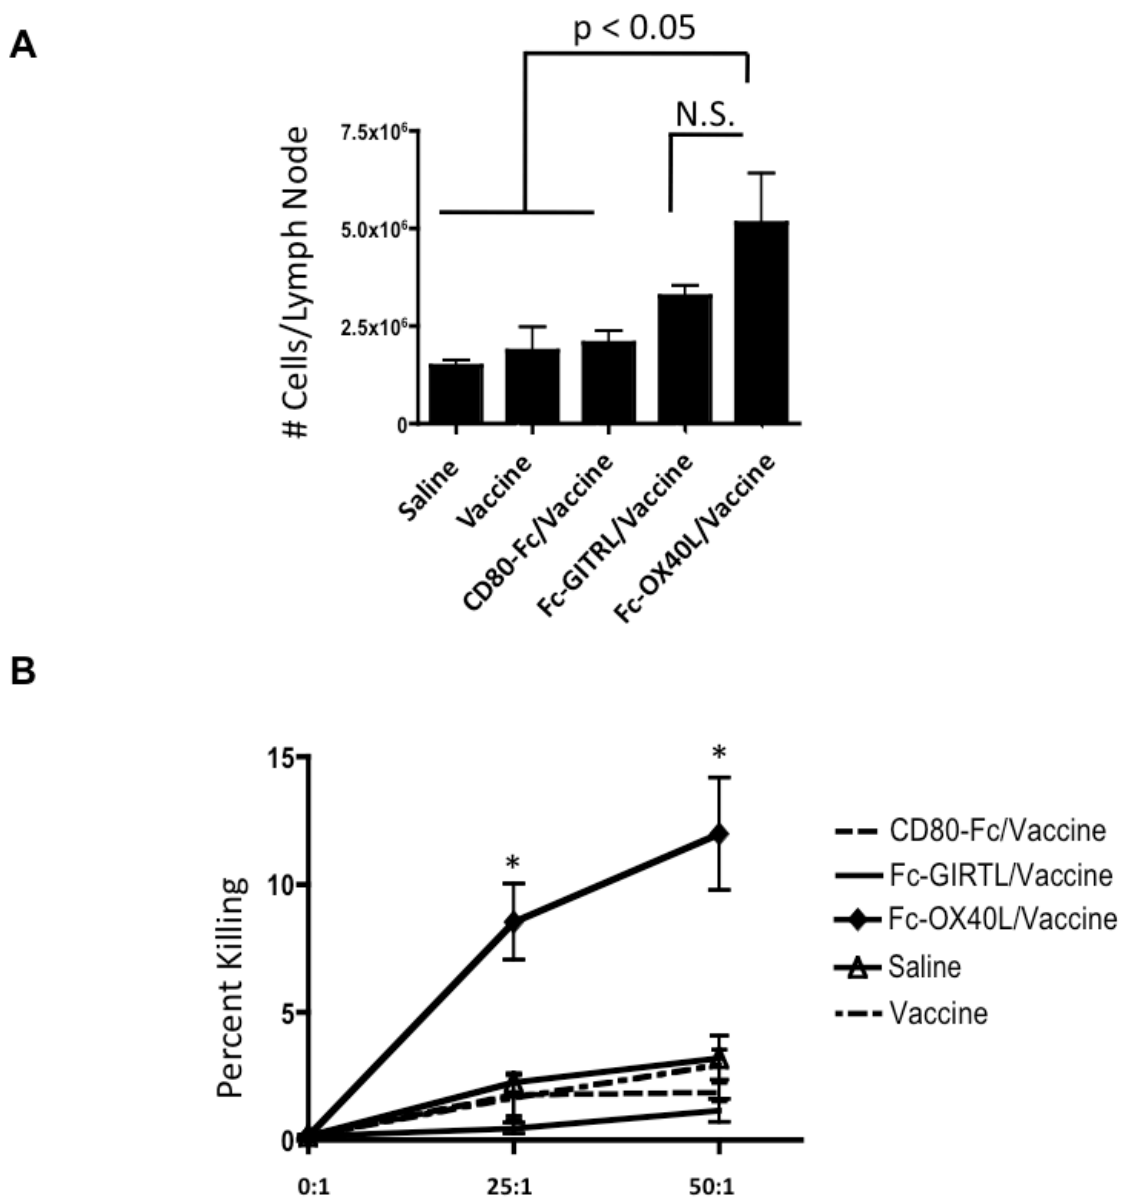 A
p < 0.05
N.S.
7.5x10⁶
5.0x10⁶
2.5x10⁶
0
# Cells/Lymph Node
Saline
Vaccine
CD80-Fc/Vaccine
Fc-GITRL/Vaccine
Fc-OX40L/Vaccine
B
15
10
5
0
Percent Killing
*
*
0:1
25:1
50:1
CD80-Fc/Vaccine
Fc-GIRTL/Vaccine
Fc-OX40L/Vaccine
Saline
Vaccine